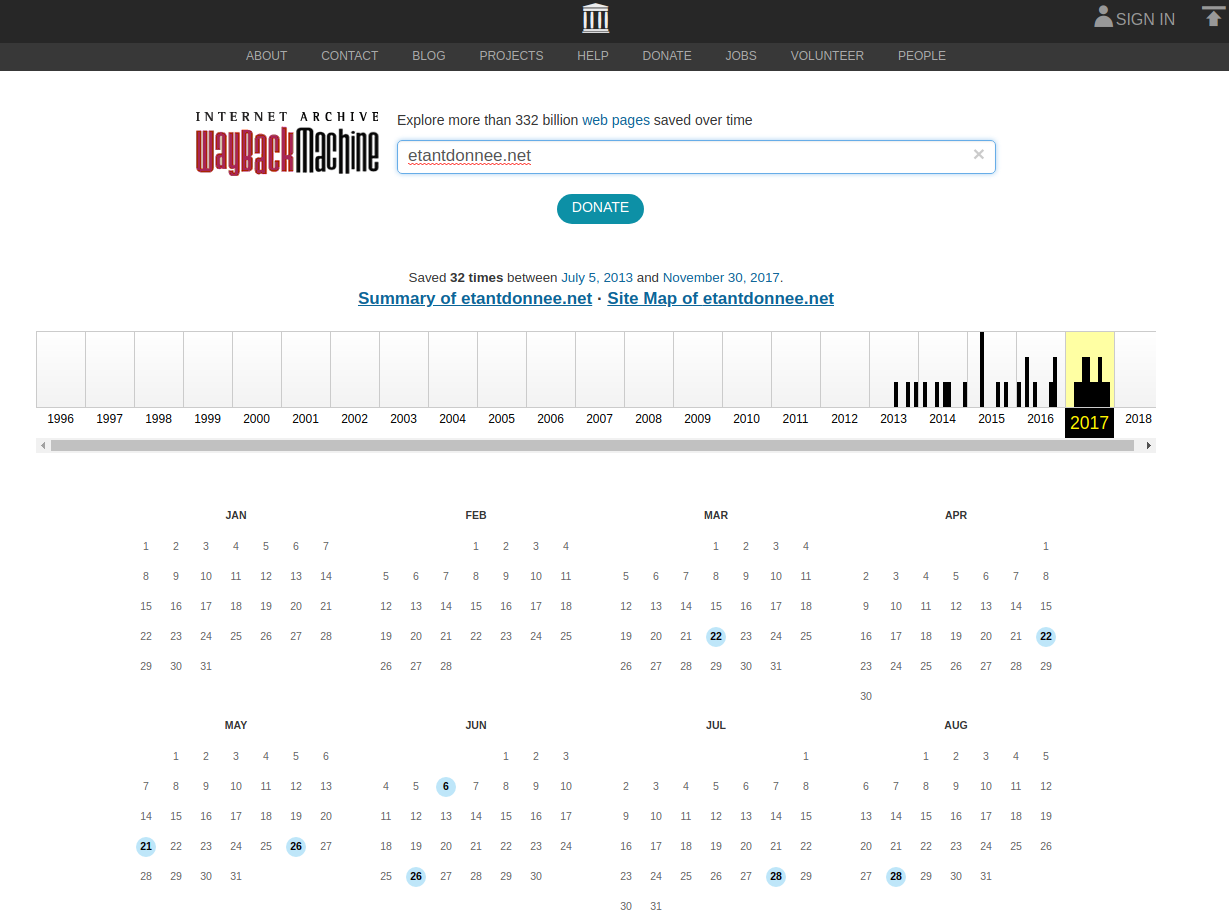 SIGN IN
ABOUT CONTACT BLOG PROJECTS HELP DONATE JOBS VOLUNTEER PEOPLE
INTERNET ARCHIVE
WayBackMachine
Explore more than 332 billion web pages saved over time
etantdonnee.net ×
DONATE
Saved 32 times between July 5, 2013 and November 30, 2017.
Summary of etantdonnee.net · Site Map of etantdonnee.net
1996 1997 1998 1999 2000 2001 2002 2003 2004 2005 2006 2007 2008 2009 2010 2011 2012 2013 2014 2015 2016 2017 2018
JAN
1 2 3 4 5 6 7
8 9 10 11 12 13 14
15 16 17 18 19 20 21
22 23 24 25 26 27 28
29 30 31
FEB
1 2 3 4
5 6 7 8 9 10 11
12 13 14 15 16 17 18
19 20 21 22 23 24 25
26 27 28
MAR
1 2 3 4
5 6 7 8 9 10 11
12 13 14 15 16 17 18
19 20 21 22 23 24 25
26 27 28 29 30 31
APR
1
2 3 4 5 6 7 8
9 10 11 12 13 14 15
16 17 18 19 20 21 22
23 24 25 26 27 28 29
30
MAY
1 2 3 4 5 6
7 8 9 10 11 12 13
14 15 16 17 18 19 20
21 22 23 24 25 26 27
28 29 30 31
JUN
1 2 3
4 5 6 7 8 9 10
11 12 13 14 15 16 17
18 19 20 21 22 23 24
25 26 27 28 29 30
JUL
1
2 3 4 5 6 7 8
9 10 11 12 13 14 15
16 17 18 19 20 21 22
23 24 25 26 27 28 29
30 31
AUG
1 2 3 4 5
6 7 8 9 10 11 12
13 14 15 16 17 18 19
20 21 22 23 24 25 26
27 28 29 30 31